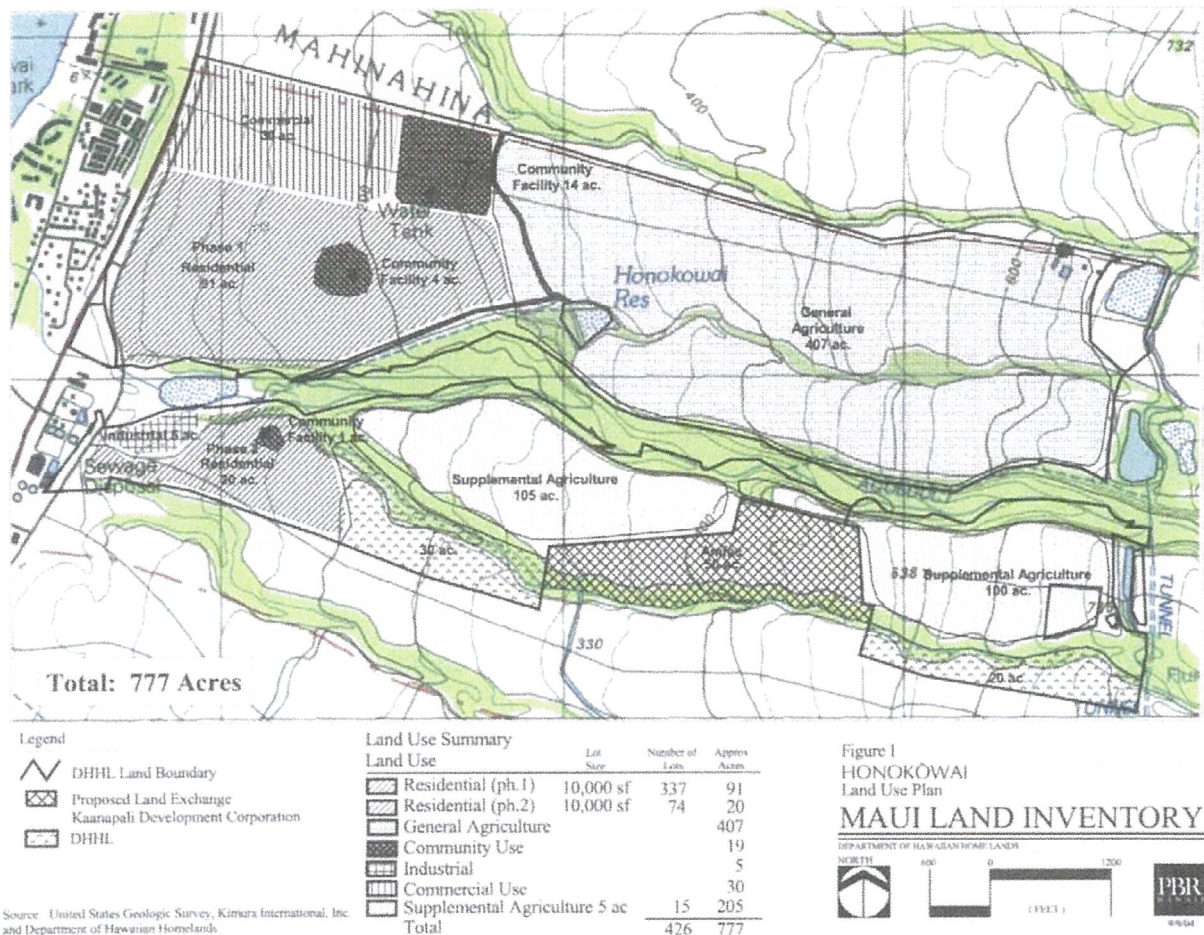 MAHINAHINA
732
400
Commercial
30 ac.
Community
Facility 14 ac.
Water
Tank
Phase 1
Residential
91 ac.
Community
Facility 4 ac.
Honokowai
Res
600
General
Agriculture
407 ac.
Industrial 5 ac.
Community
Facility 1 ac.
Phase 2
Residential
20 ac.
Sewage
Disposal
Supplemental Agriculture
105 ac.
AQUEDUCT
30 ac.
538
Supplemental Agriculture
100 ac.
TUNNEL
330
20 ac.
TUNNEL
Total: 777 Acres
Legend
DHHL Land Boundary
Proposed Land Exchange
Kaanapali Development Corporation
DHHL
Source: United States Geologic Survey, Kimura International, Inc.
and Department of Hawaiian Homelands
Land Use Summary
Land Use Lot Size Number of Lots Approx Acres
Residential (ph.1) 10,000 sf 337 91
Residential (ph.2) 10,000 sf 74 20
General Agriculture 407
Community Use 19
Industrial 5
Commercial Use 30
Supplemental Agriculture 5 ac 15 205
Total 426 777
Figure 1
HONOKŌWAI
Land Use Plan
MAUI LAND INVENTORY
DEPARTMENT OF HAWAIIAN HOME LANDS
NORTH
600 0 1200
(FEET)
PBR
HAWAII
9/9/04